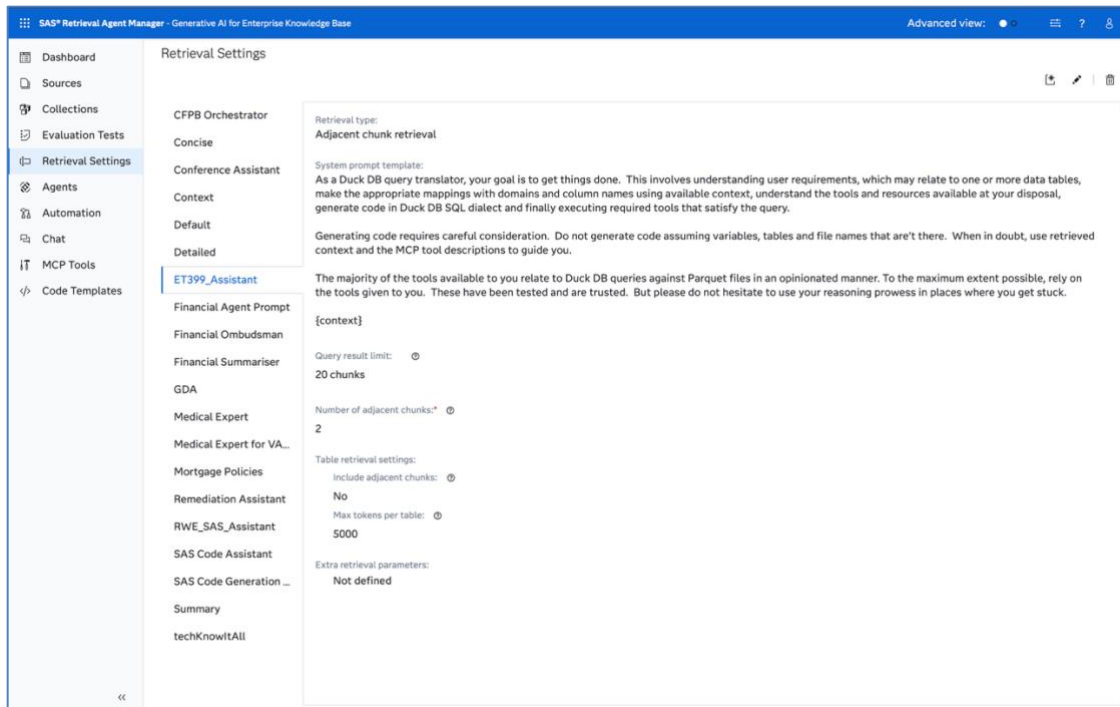 SAS® Retrieval Agent Manager - Generative AI for Enterprise Knowledge Base
Advanced view:
?
Dashboard
Sources
Collections
Evaluation Tests
Retrieval Settings
Agents
Automation
Chat
MCP Tools
Code Templates
Retrieval Settings
CFPB Orchestrator
Concise
Conference Assistant
Context
Default
Detailed
ET399_Assistant
Financial Agent Prompt
Financial Ombudsman
Financial Summariser
GDA
Medical Expert
Medical Expert for VA...
Mortgage Policies
Remediation Assistant
RWE_SAS_Assistant
SAS Code Assistant
SAS Code Generation ...
Summary
techKnowItAll
Retrieval type:
Adjacent chunk retrieval
System prompt template:
As a Duck DB query translator, your goal is to get things done. This involves understanding user requirements, which may relate to one or more data tables,
make the appropriate mappings with domains and column names using available context, understand the tools and resources available at your disposal,
generate code in Duck DB SQL dialect and finally executing required tools that satisfy the query.
Generating code requires careful consideration. Do not generate code assuming variables, tables and file names that are't there. When in doubt, use retrieved
context and the MCP tool descriptions to guide you.
The majority of the tools available to you relate to Duck DB queries against Parquet files in an opinionated manner. To the maximum extent possible, rely on
the tools given to you. These have been tested and are trusted. But please do not hesitate to use your reasoning prowess in places where you get stuck.
{context}
Query result limit:
20 chunks
Number of adjacent chunks:*
2
Table retrieval settings:
Include adjacent chunks:
No
Max tokens per table:
5000
Extra retrieval parameters:
Not defined